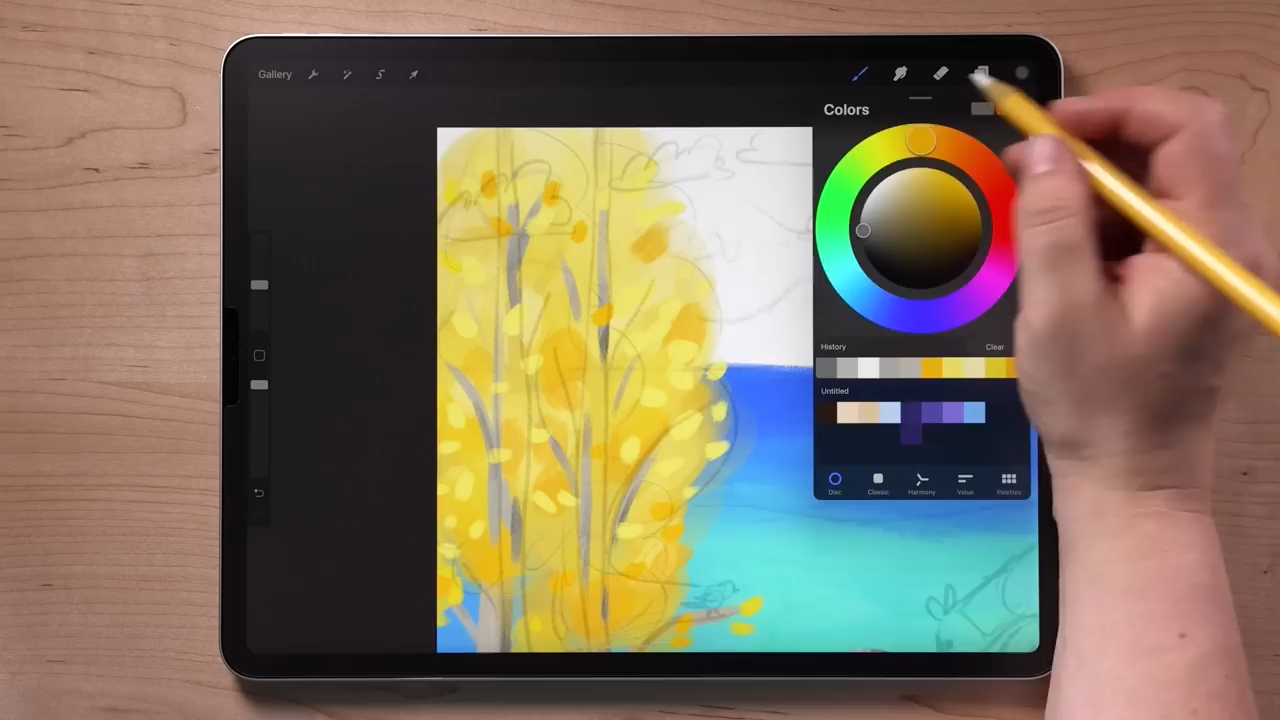 Gallery
Colors
History Clear
Untitled
Disc Classic Harmony Value Palettes